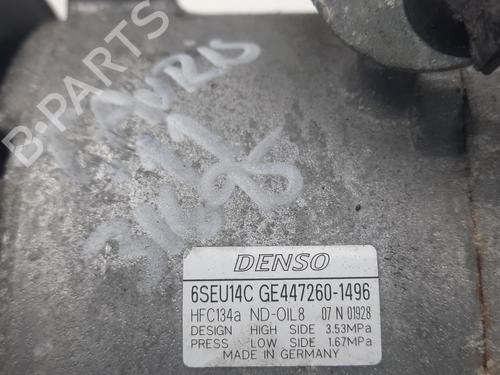 B-PARTS
AURIS
DENSO
6SEU14C GE447260-1496
HFC134a ND-OIL8 07 N 01928
DESIGN HIGH SIDE 3.53MPa
PRESS LOW SIDE 1.67MPa
MADE IN GERMANY